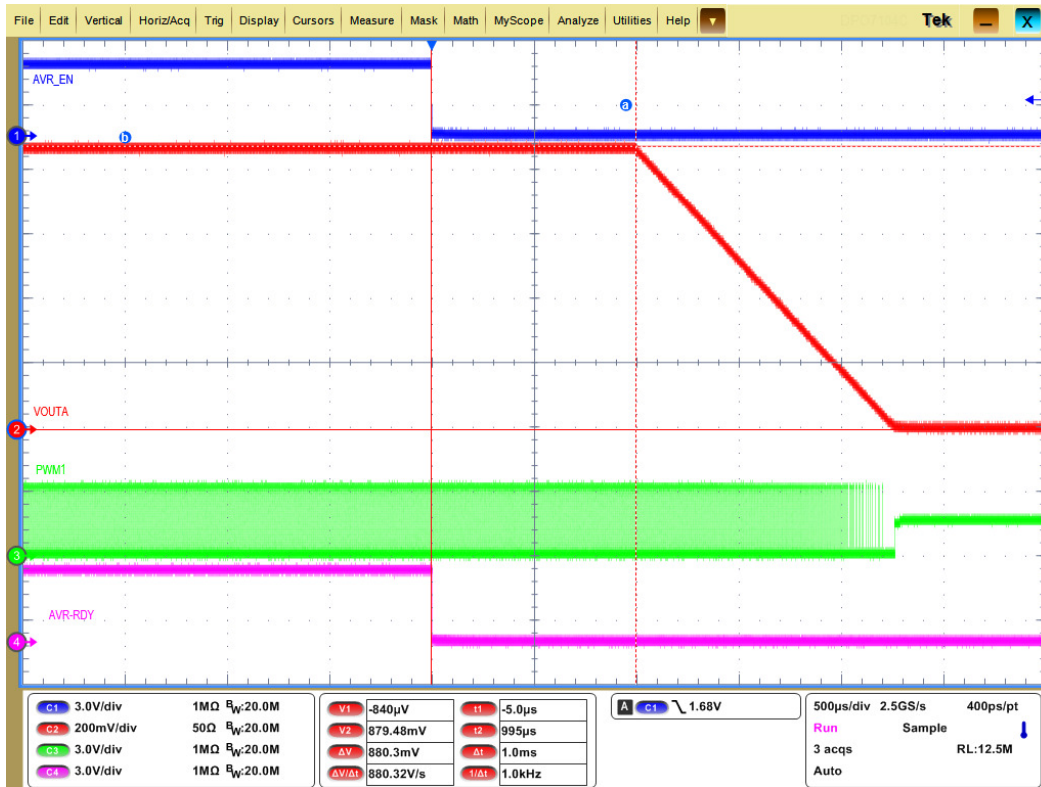 File Edit Vertical Horiz/Acq Trig Display Cursors Measure Mask Math MyScope Analyze Utilities Help Tek X
AVR_EN
a
1
b
VOUTA
2
PWM1
3
AVR-RDY
4
C1 3.0V/div 1MΩ BW:20.0M
C2 200mV/div 50Ω BW:20.0M
C3 3.0V/div 1MΩ BW:20.0M
C4 3.0V/div 1MΩ BW:20.0M
V1 -840µV t1 -5.0µs
V2 879.48mV t2 995µs
ΔV 880.3mV Δt 1.0ms
ΔV/Δt 880.32V/s 1/Δt 1.0kHz
A C1 1.68V
500µs/div 2.5GS/s 400ps/pt
Run Sample
3 acqs RL:12.5M
Auto